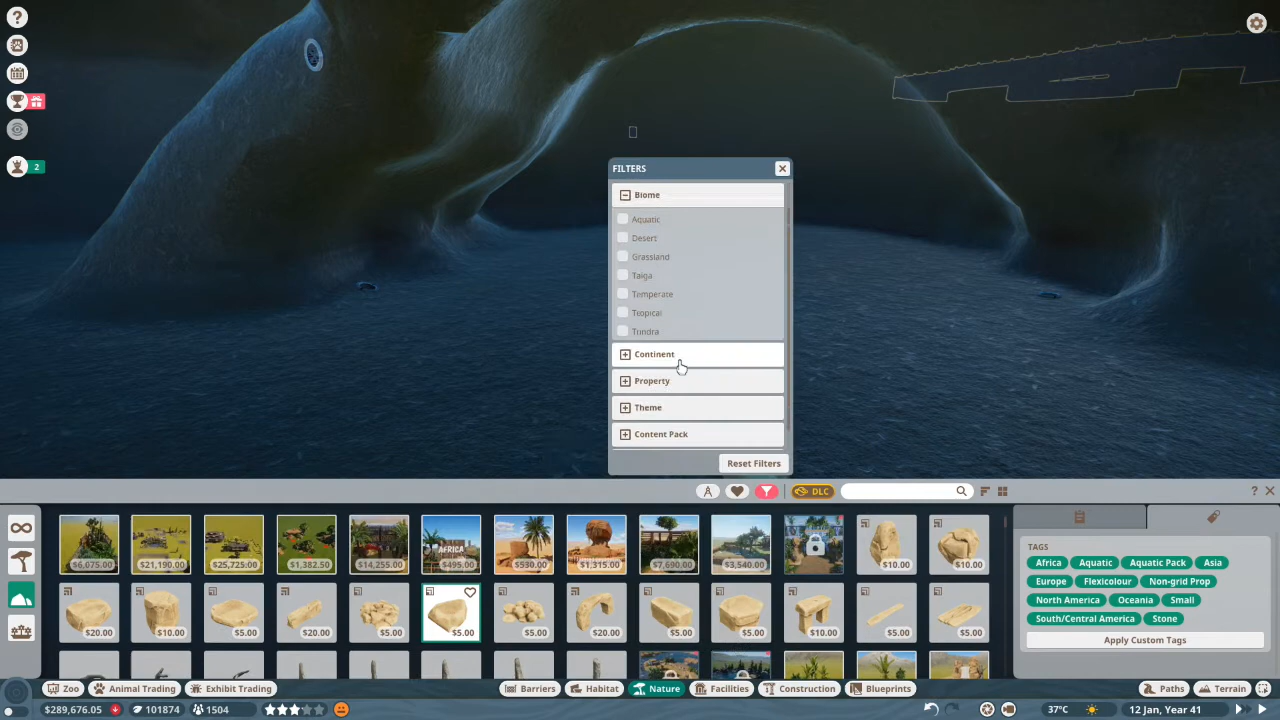 ?
2
FILTERS
Biome
Aquatic
Desert
Grassland
Taiga
Temperate
Tropical
Tundra
Continent
Property
Theme
Content Pack
Reset Filters
DLC
?
$6,075.00 $21,190.00 $25,725.00 $1,382.50 $14,255.00 AFRICA $495.00 $530.00 $1,315.00 $7,690.00 $3,540.00 $10.00 $10.00
$20.00 $10.00 $5.00 $20.00 $5.00 $5.00 $5.00 $20.00 $5.00 $5.00 $10.00 $5.00 $5.00
TAGS
Africa Aquatic Aquatic Pack Asia
Europe Flexicolour Non-grid Prop
North America Oceania Small
South/Central America Stone
Apply Custom Tags
Zoo Animal Trading Exhibit Trading Barriers Habitat Nature Facilities Construction Blueprints Paths Terrain
$289,676.05 101874 1504 37°C 12 Jan, Year 41